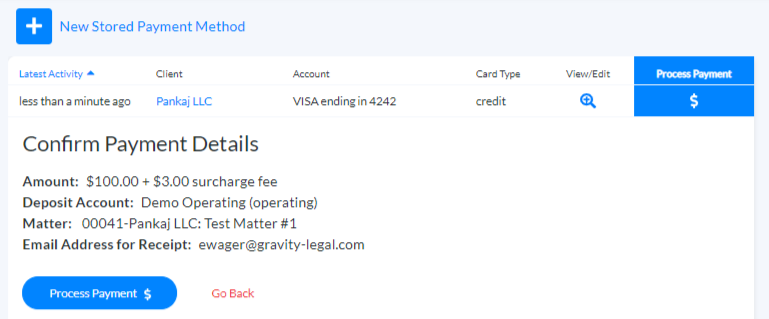 New Stored Payment Method
Latest Activity Client Account Card Type View/Edit Process Payment
less than a minute ago Pankaj LLC VISA ending in 4242 credit $
Confirm Payment Details
Amount: $100.00 + $3.00 surcharge fee
Deposit Account: Demo Operating (operating)
Matter: 00041-Pankaj LLC: Test Matter #1
Email Address for Receipt: ewager@gravity-legal.com
Process Payment $ Go Back